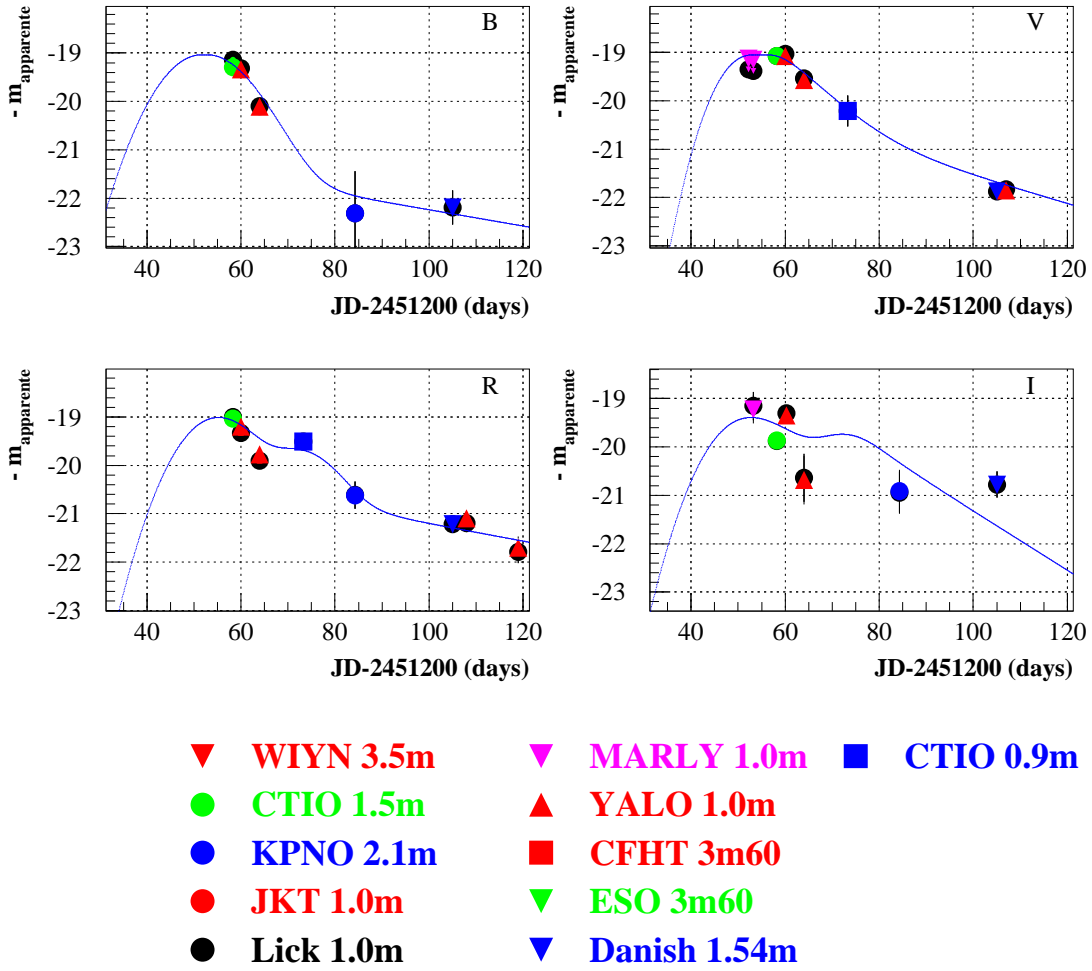 B V
-19 -19
-20 -20
-21 -21
-22 -22
-23 -23
- m apparente - m apparente
40 60 80 100 120 40 60 80 100 120
JD-2451200 (days) JD-2451200 (days)
R I
-19 -19
-20 -20
-21 -21
-22 -22
-23 -23
- m apparente - m apparente
40 60 80 100 120 40 60 80 100 120
JD-2451200 (days) JD-2451200 (days)
WIYN 3.5m MARLY 1.0m CTIO 0.9m
CTIO 1.5m YALO 1.0m
KPNO 2.1m CFHT 3m60
JKT 1.0m ESO 3m60
Lick 1.0m Danish 1.54m